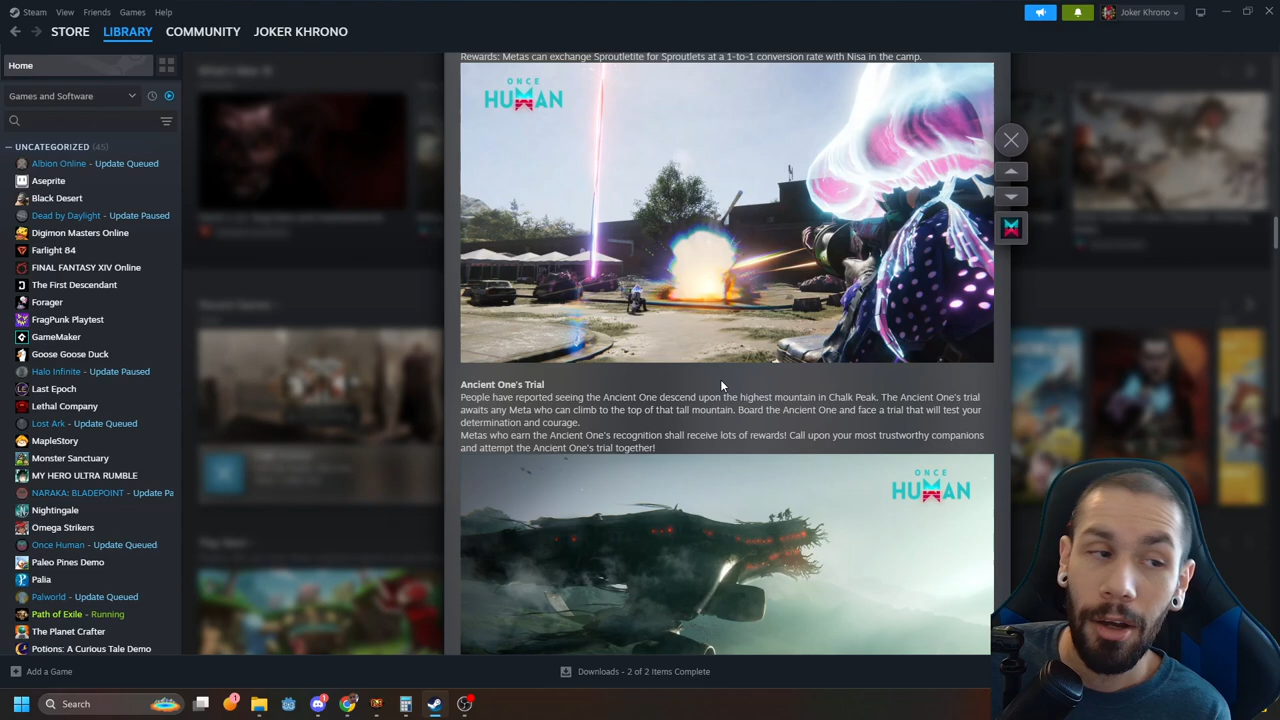 Steam View Friends Games Help
Joker Khrono
STORE LIBRARY COMMUNITY JOKER KHRONO
Home
Games and Software
UNCATEGORIZED (45)
Albion Online - Update Queued
Aseprite
Black Desert
Dead by Daylight - Update Paused
Digimon Masters Online
Farlight 84
FINAL FANTASY XIV Online
The First Descendant
Forager
FragPunk Playtest
GameMaker
Goose Goose Duck
Halo Infinite - Update Paused
Last Epoch
Lethal Company
Lost Ark - Update Queued
MapleStory
Monster Sanctuary
MY HERO ULTRA RUMBLE
NARAKA: BLADEPOINT - Update Pa
Nightingale
Omega Strikers
Once Human - Update Queued
Paleo Pines Demo
Palia
Palworld - Update Queued
Path of Exile - Running
The Planet Crafter
Potions: A Curious Tale Demo
Rewards: Metas can exchange Sproutletite for Sproutlets at a 1-to-1 conversion rate with Nisa in the camp.
ONCE
HUMAN
Ancient One's Trial
People have reported seeing the Ancient One descend upon the highest mountain in Chalk Peak. The Ancient One's trial
awaits any Meta who can climb to the top of that tall mountain. Board the Ancient One and face a trial that will test your
determination and courage.
Metas who earn the Ancient One's recognition shall receive lots of rewards! Call upon your most trustworthy companions
and attempt the Ancient One's trial together!
ONCE
HUMAN
Add a Game
Downloads - 2 of 2 Items Complete
Search
1
1